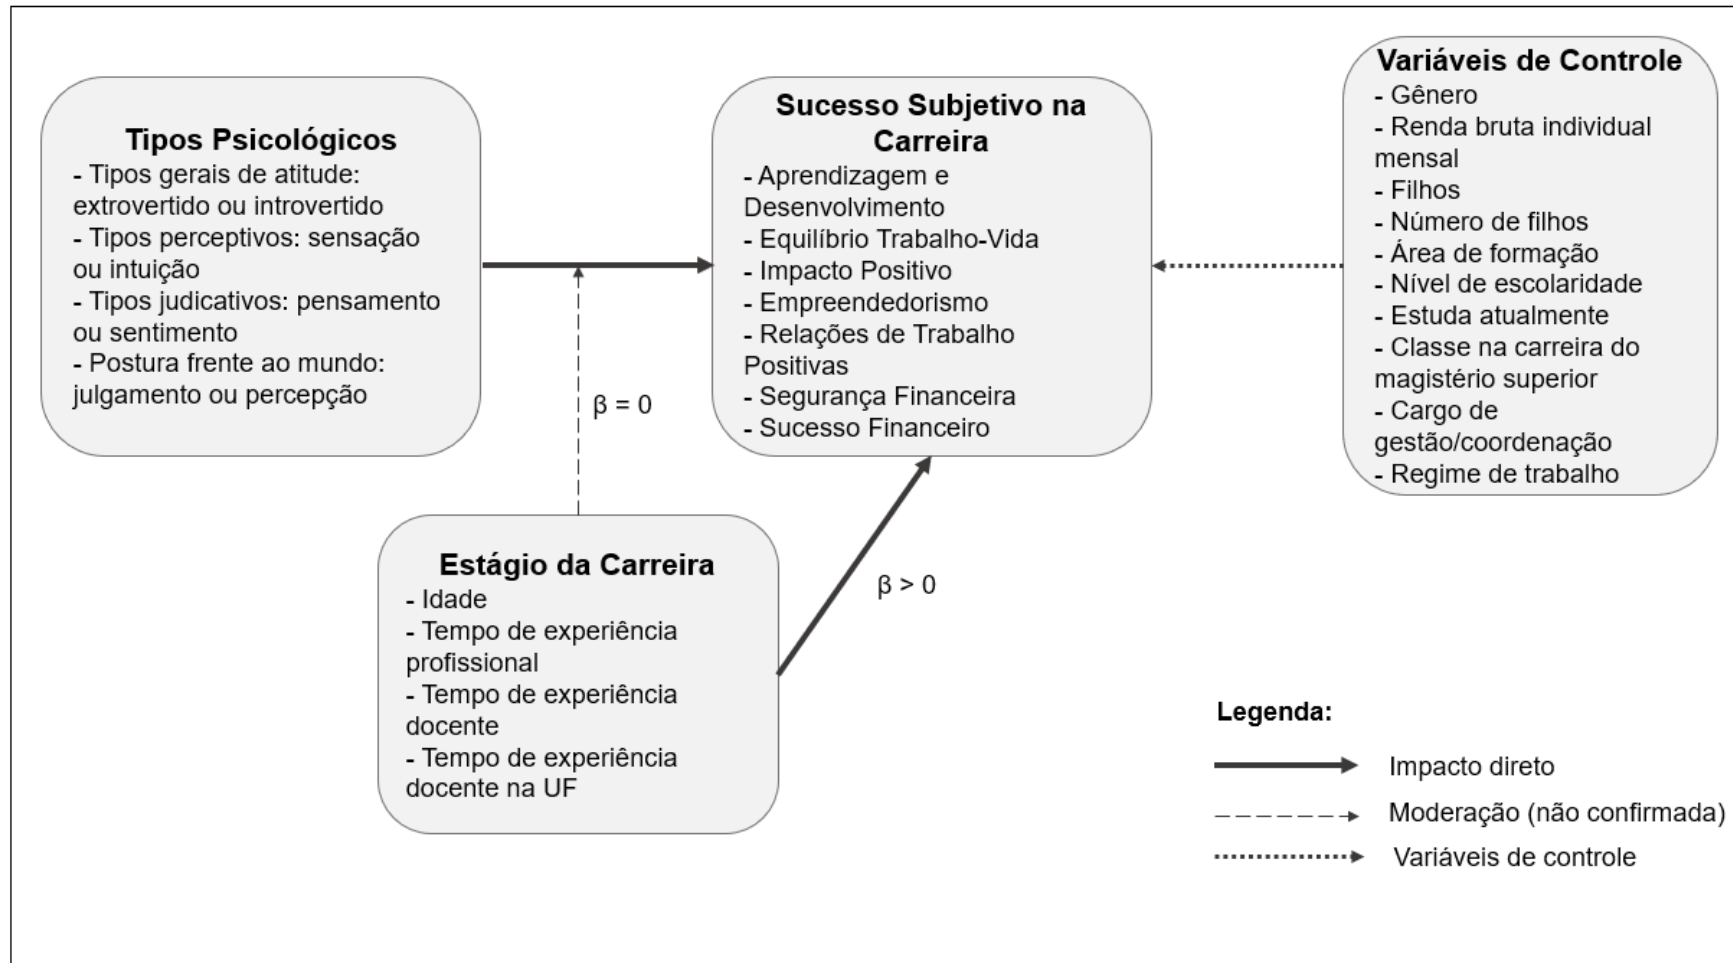 Tipos Psicológicos
- Tipos gerais de atitude:
extrovertido ou introvertido
- Tipos perceptivos: sensação
ou intuição
- Tipos judicativos: pensamento
ou sentimento
- Postura frente ao mundo:
julgamento ou percepção
Sucesso Subjetivo na
Carreira
- Aprendizagem e
Desenvolvimento
- Equilíbrio Trabalho-Vida
- Impacto Positivo
- Empreendedorismo
- Relações de Trabalho
Positivas
- Segurança Financeira
- Sucesso Financeiro
Variáveis de Controle
- Gênero
- Renda bruta individual
mensal
- Filhos
- Número de filhos
- Área de formação
- Nível de escolaridade
- Estuda atualmente
- Classe na carreira do
magistério superior
- Cargo de
gestão/coordenação
- Regime de trabalho
β = 0
Estágio da Carreira
- Idade
- Tempo de experiência
profissional
- Tempo de experiência
docente
- Tempo de experiência
docente na UF
β > 0
Legenda:
Impacto direto
Moderação (não confirmada)
Variáveis de controle